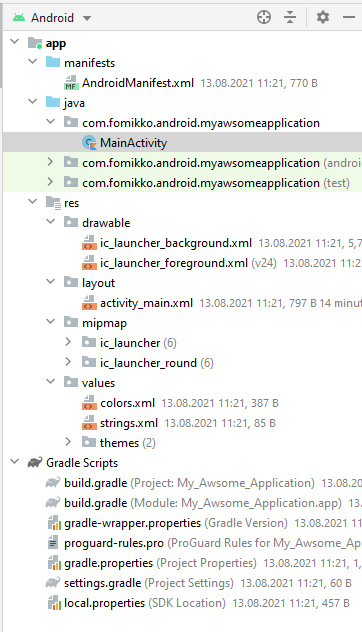 Android
app
manifests
AndroidManifest.xml 13.08.2021 11:21, 770 B
java
com.fomikko.android.myawsomeapplication
MainActivity
com.fomikko.android.myawsomeapplication (androi
com.fomikko.android.myawsomeapplication (test)
res
drawable
ic_launcher_background.xml 13.08.2021 11:21, 5,
ic_launcher_foreground.xml (v24) 13.08.2021 11:2
layout
activity_main.xml 13.08.2021 11:21, 797 B 14 minut
mipmap
ic_launcher (6)
ic_launcher_round (6)
values
colors.xml 13.08.2021 11:21, 387 B
strings.xml 13.08.2021 11:21, 85 B
themes (2)
Gradle Scripts
build.gradle (Project: My_Awsome_Application) 13.08.20
build.gradle (Module: My_Awsome_Application.app) 13.
gradle-wrapper.properties (Gradle Version) 13.08.2021
proguard-rules.pro (ProGuard Rules for My_Awsome_Ap
gradle.properties (Project Properties) 13.08.2021 11:21, 1,
settings.gradle (Project Settings) 13.08.2021 11:21, 60 B
local.properties (SDK Location) 13.08.2021 11:21, 457 B